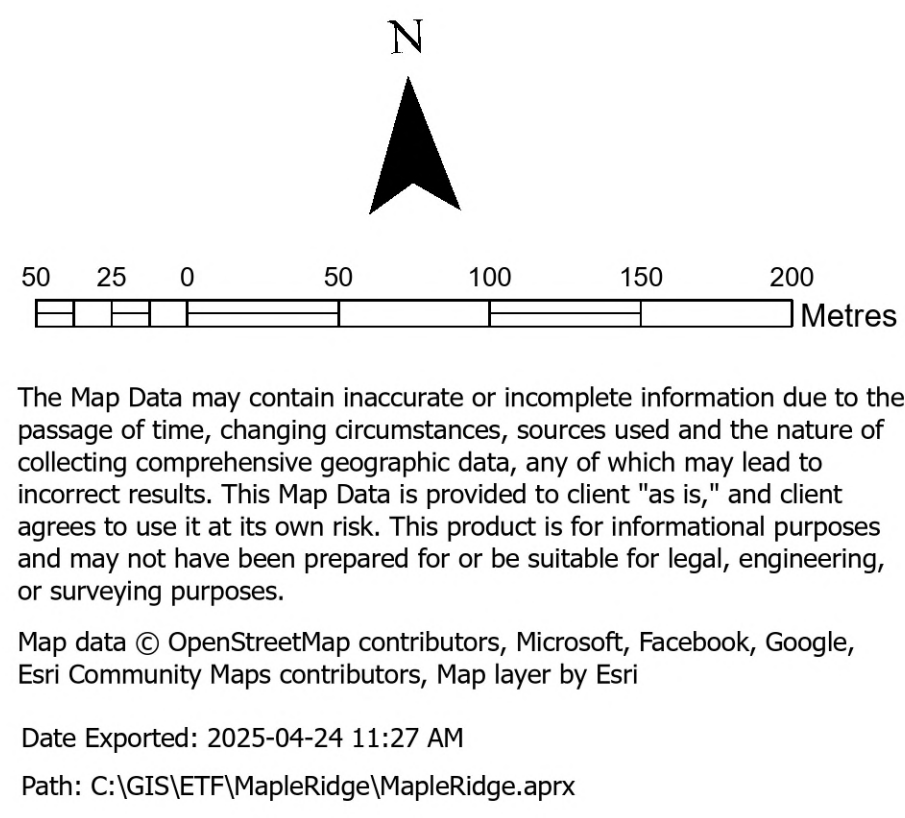 N
50 25 0 50 100 150 200
Metres
The Map Data may contain inaccurate or incomplete information due to the
passage of time, changing circumstances, sources used and the nature of
collecting comprehensive geographic data, any of which may lead to
incorrect results. This Map Data is provided to client "as is," and client
agrees to use it at its own risk. This product is for informational purposes
and may not have been prepared for or be suitable for legal, engineering,
or surveying purposes.
Map data © OpenStreetMap contributors, Microsoft, Facebook, Google,
Esri Community Maps contributors, Map layer by Esri
Date Exported: 2025-04-24 11:27 AM
Path: C:\GIS\ETF\MapleRidge\MapleRidge.aprx